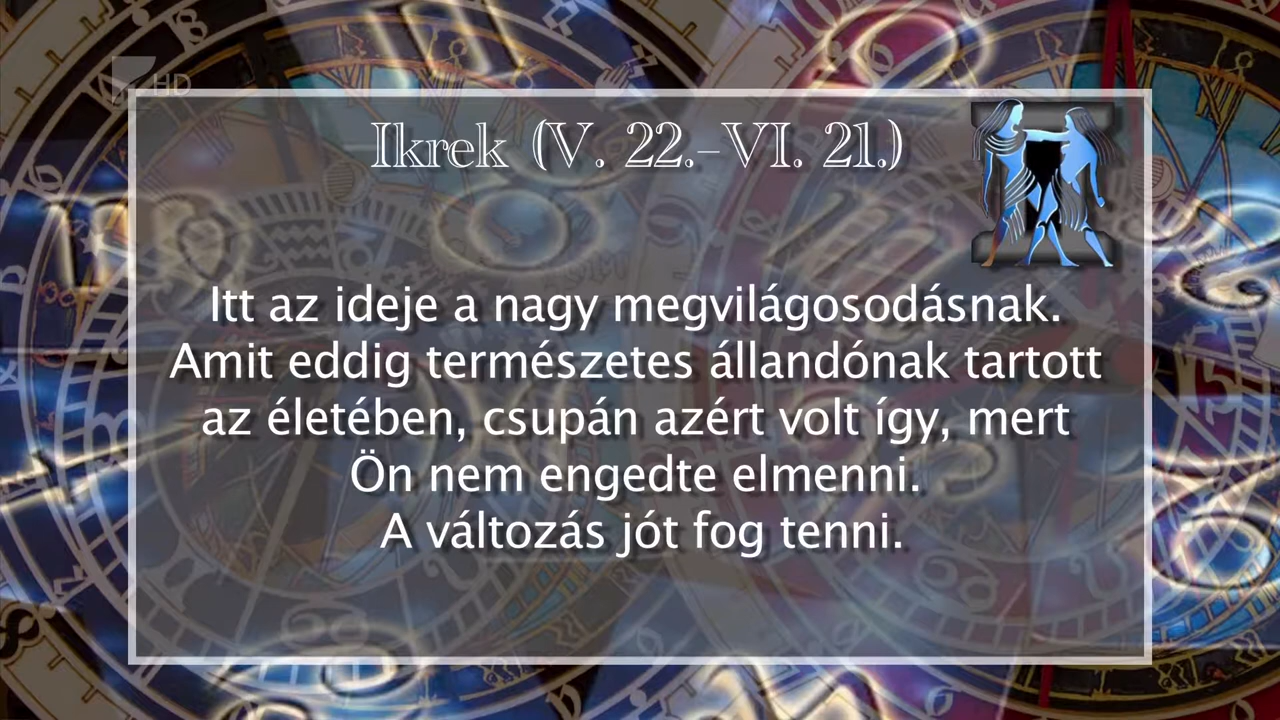 HD
Ikrek (V. 22.-VI. 21.)
Itt az ideje a nagy megvilágosodásnak.
Amit eddig természetes állandónak tartott
az életében, csupán azért volt így, mert
Ön nem engedte elmenni.
A változás jót fog tenni.